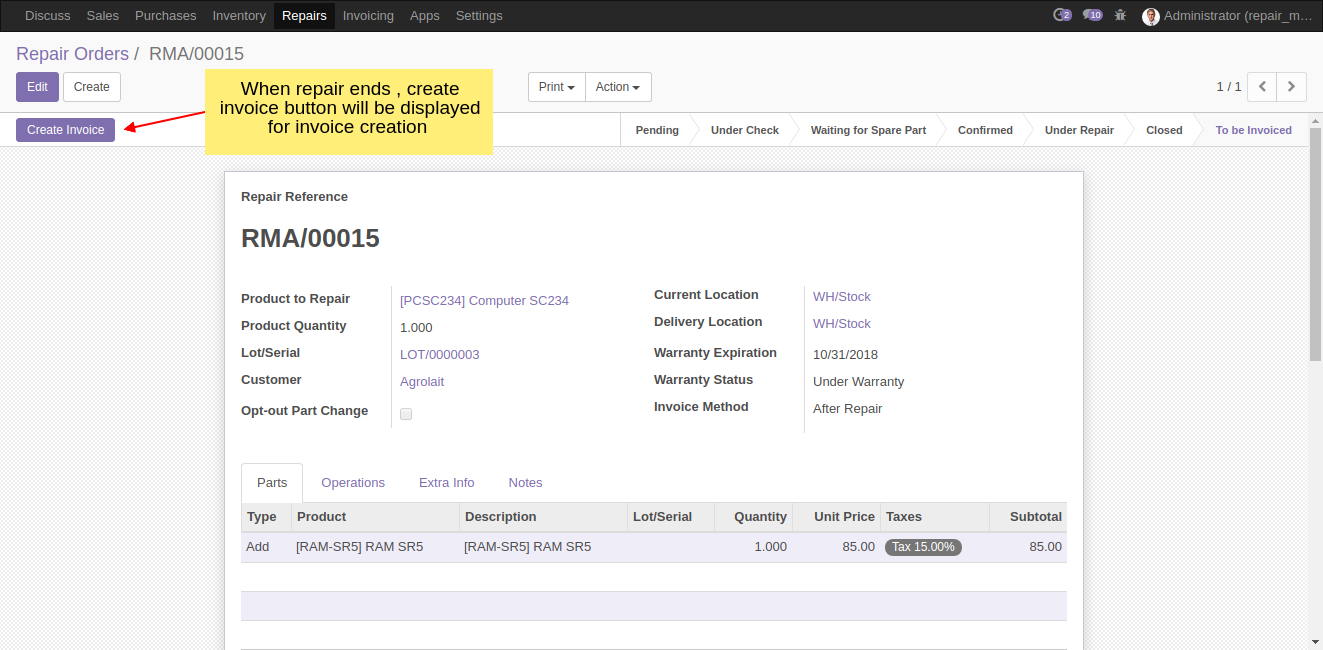 Discuss Sales Purchases Inventory Repairs Invoicing Apps Settings 2 10 Administrator (repair_m...
Repair Orders / RMA/00015
Edit Create Print Action 1 / 1
When repair ends , create
invoice button will be displayed
for invoice creation
Create Invoice Pending Under Check Waiting for Spare Part Confirmed Under Repair Closed To be Invoiced
Repair Reference
RMA/00015
Product to Repair [PCSC234] Computer SC234
Product Quantity 1.000
Lot/Serial LOT/0000003
Customer Agrolait
Opt-out Part Change
Current Location WH/Stock
Delivery Location WH/Stock
Warranty Expiration 10/31/2018
Warranty Status Under Warranty
Invoice Method After Repair
Parts Operations Extra Info Notes
Type Product Description Lot/Serial Quantity Unit Price Taxes Subtotal
Add [RAM-SR5] RAM SR5 [RAM-SR5] RAM SR5 1.000 85.00 Tax 15.00% 85.00